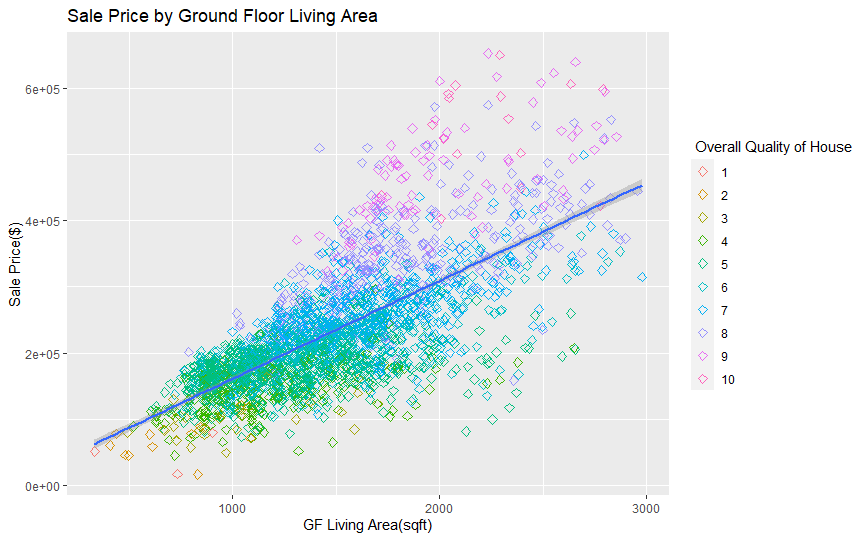 Sale Price by Ground Floor Living Area
6e+05
4e+05
2e+05
0e+00
Sale Price($)
1000
2000
3000
GF Living Area(sqft)
Overall Quality of House
1
2
3
4
5
6
7
8
9
10